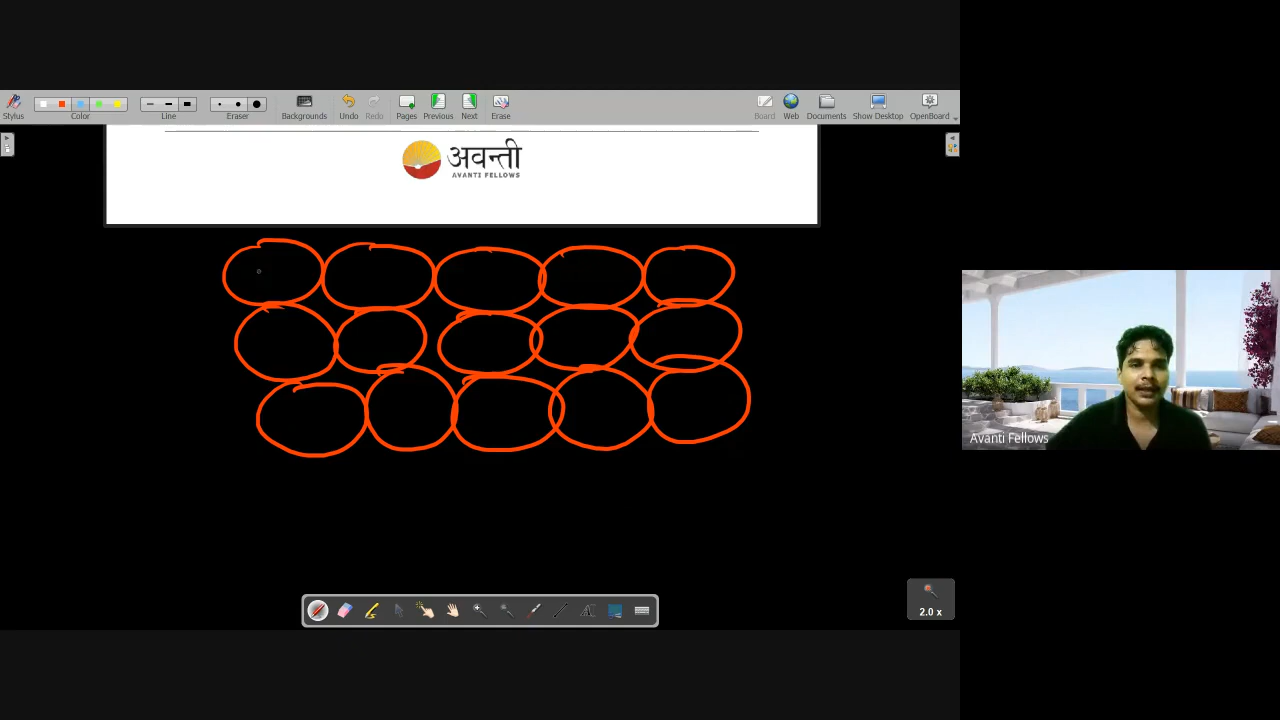 Stylus Color Line Eraser Backgrounds Undo Redo Pages Previous Next Erase Board Web Documents Show Desktop OpenBoard
अवन्ती
AVANTI FELLOWS
Avanti Fellows
2.0 x